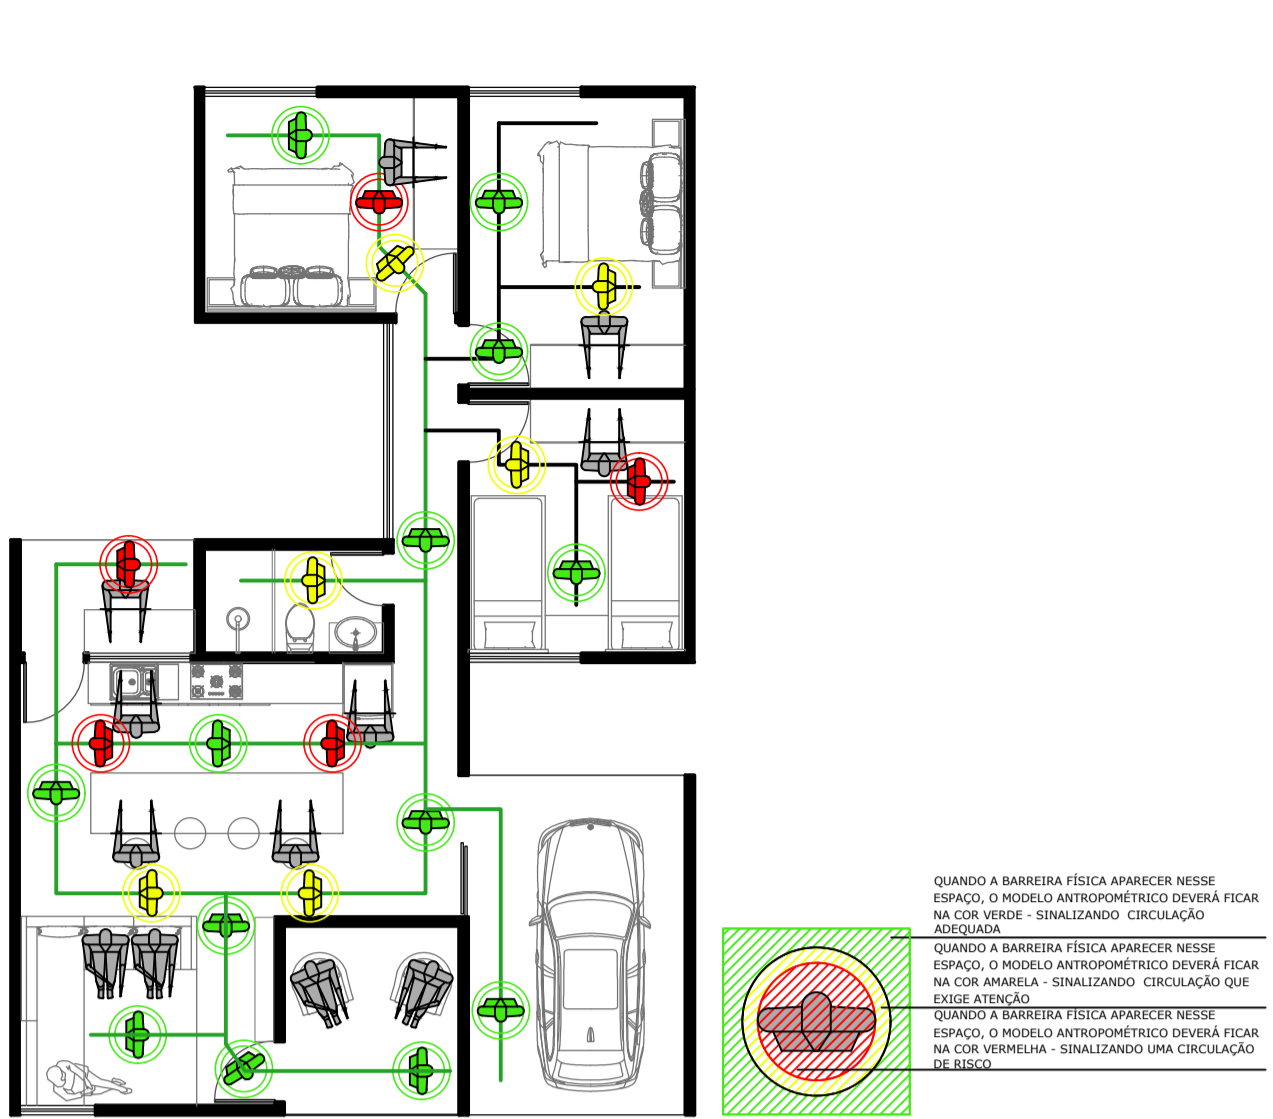 QUANDO A BARREIRA FÍSICA APARECER NESSE
ESPAÇO, O MODELO ANTROPOMÉTRICO DEVERÁ FICAR
NA COR VERDE - SINALIZANDO CIRCULAÇÃO
ADEQUADA
QUANDO A BARREIRA FÍSICA APARECER NESSE
ESPAÇO, O MODELO ANTROPOMÉTRICO DEVERÁ FICAR
NA COR AMARELA - SINALIZANDO CIRCULAÇÃO QUE
EXIGE ATENÇÃO
QUANDO A BARREIRA FÍSICA APARECER NESSE
ESPAÇO, O MODELO ANTROPOMÉTRICO DEVERÁ FICAR
NA COR VERMELHA - SINALIZANDO UMA CIRCULAÇÃO
DE RISCO